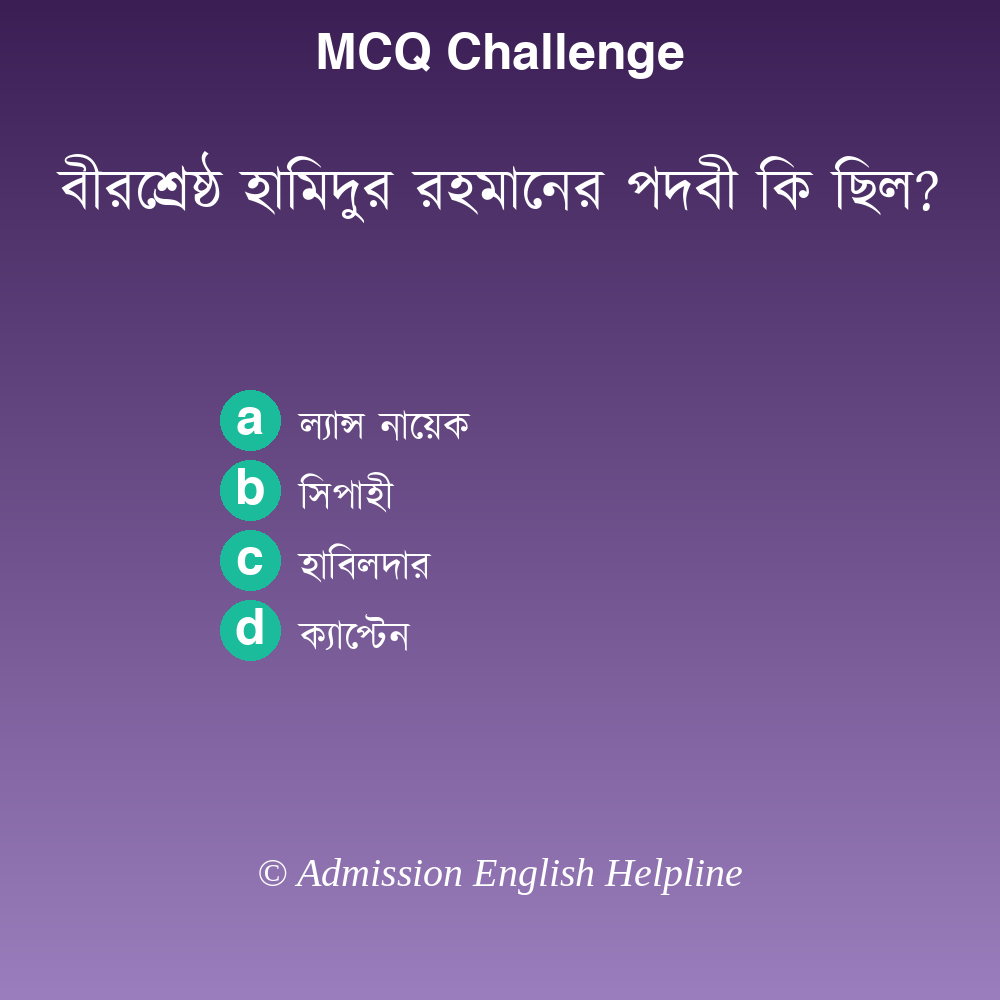 MCQ Challenge
বীরশ্রেষ্ঠ হামিদুর রহমানের পদবী কি ছিল?
a ল্যান্স নায়েক
b সিপাহী
c হাবিলদার
d ক্যাপ্টেন
© Admission English Helpline